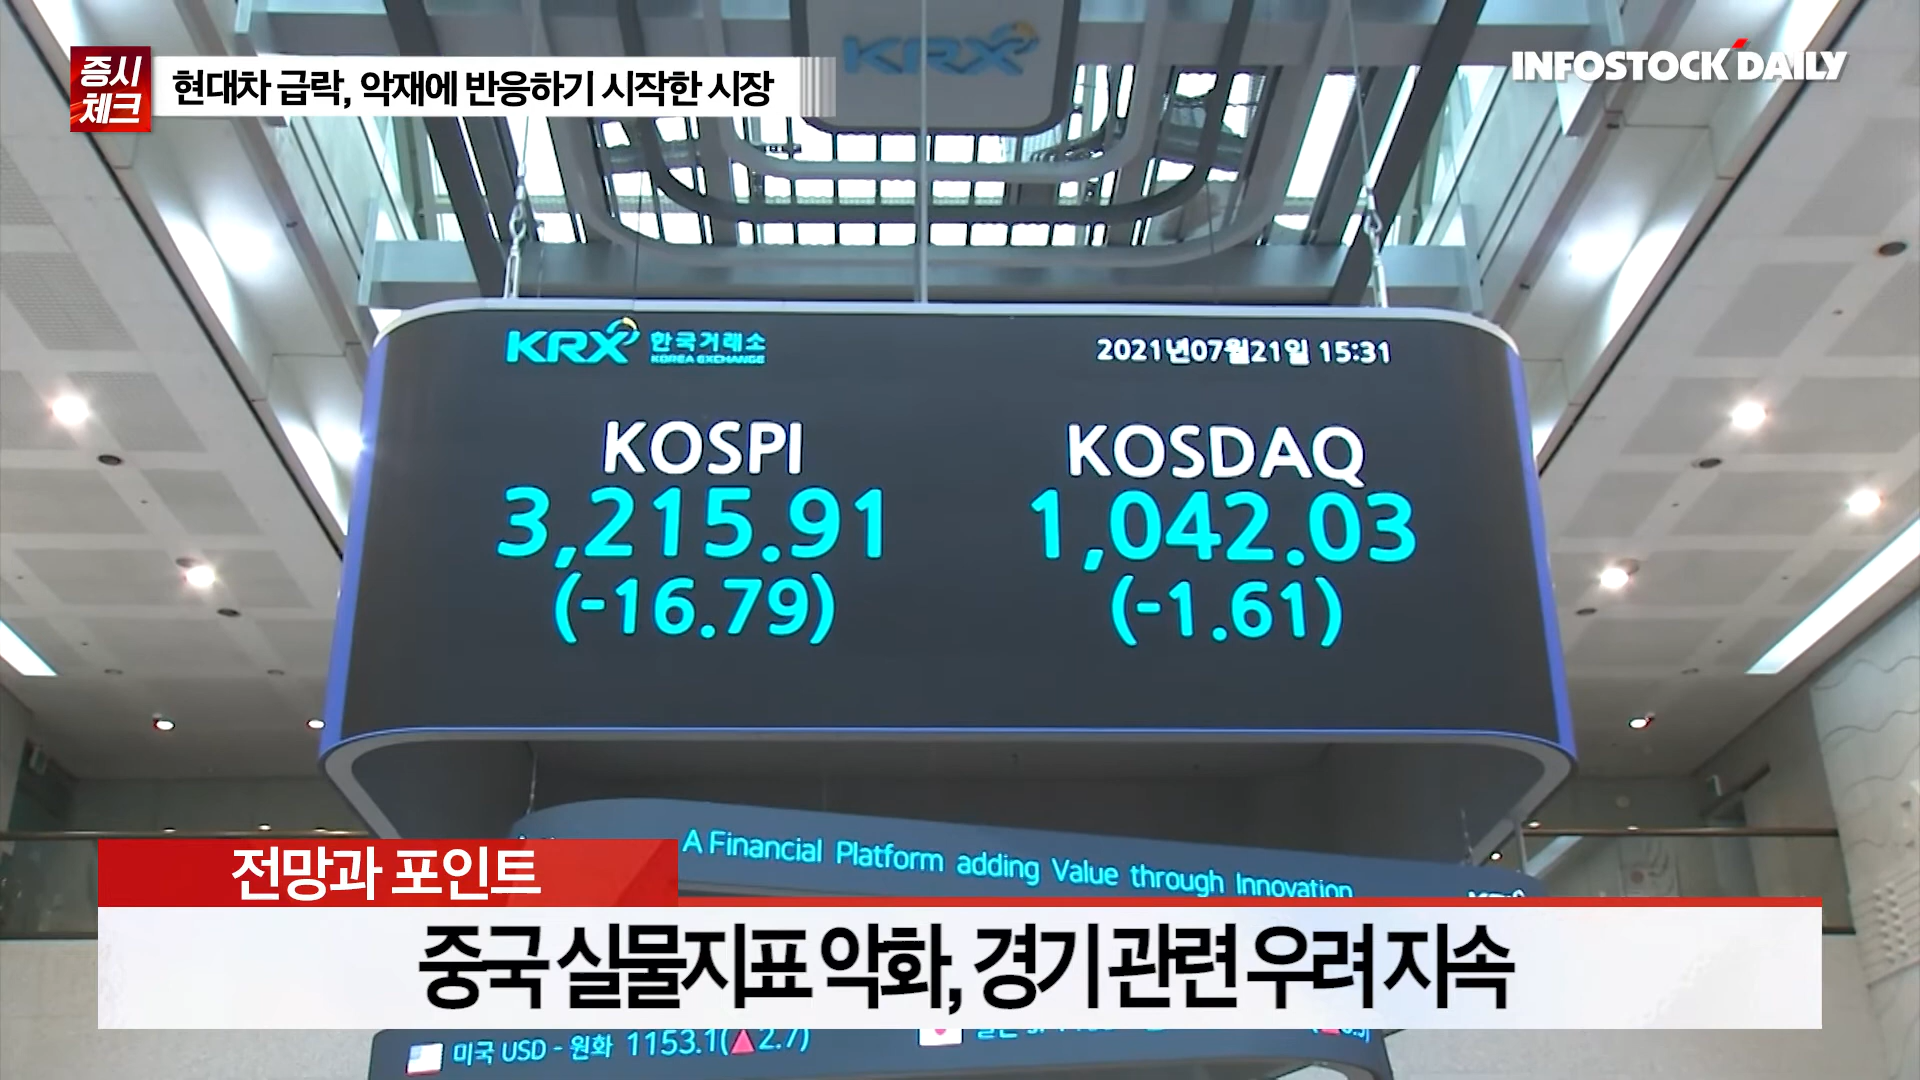 증시
체크
현대차 급락, 악재에 반응하기 시작한 시장
KRX
INFOSTOCK DAILY
KRX 한국거래소
KOREA EXCHANGE
2021년07월21일 15:31
KOSPI
3,215.91
(-16.79)
KOSDAQ
1,042.03
(-1.61)
A Financial Platform adding Value through Innovation
전망과 포인트
중국 실물지표 악화, 경기 관련 우려 지속
미국 USD - 원화 1153.1(▲2.7)